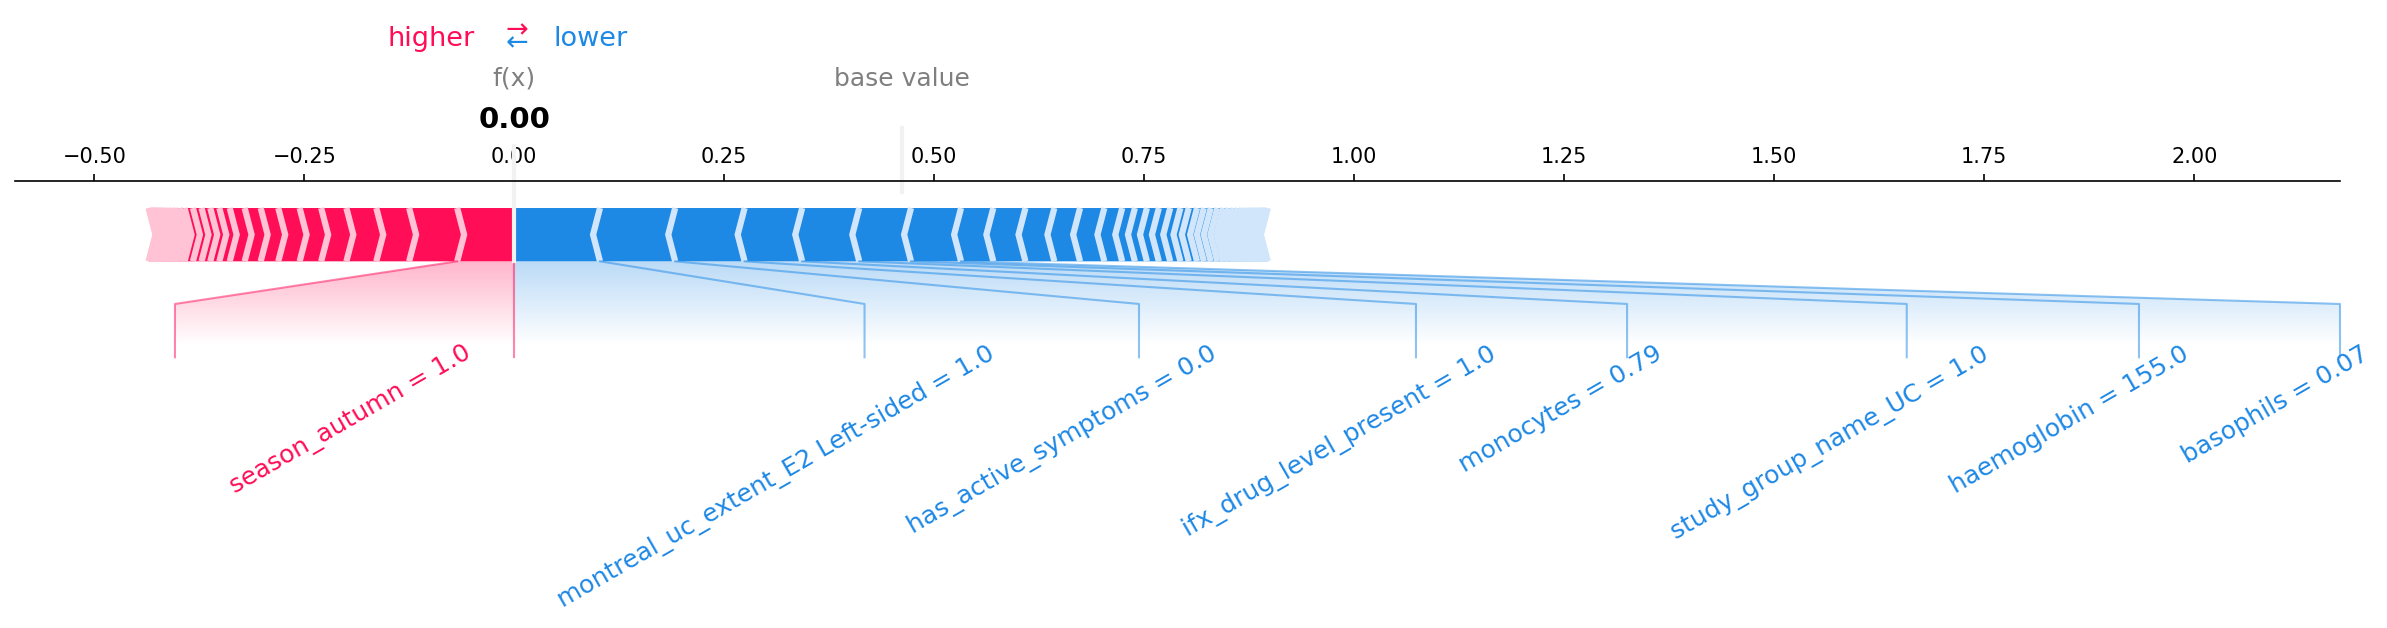 higher ⇄ lower
f(x) base value
0.00
−0.50 −0.25 0.00 0.25 0.50 0.75 1.00 1.25 1.50 1.75 2.00
season_autumn = 1.0
montreal_uc_extent_E2 Left-sided = 1.0
has_active_symptoms = 0.0
ifx_drug_level_present = 1.0
monocytes = 0.79
study_group_name_UC = 1.0
haemoglobin = 155.0
basophils = 0.07